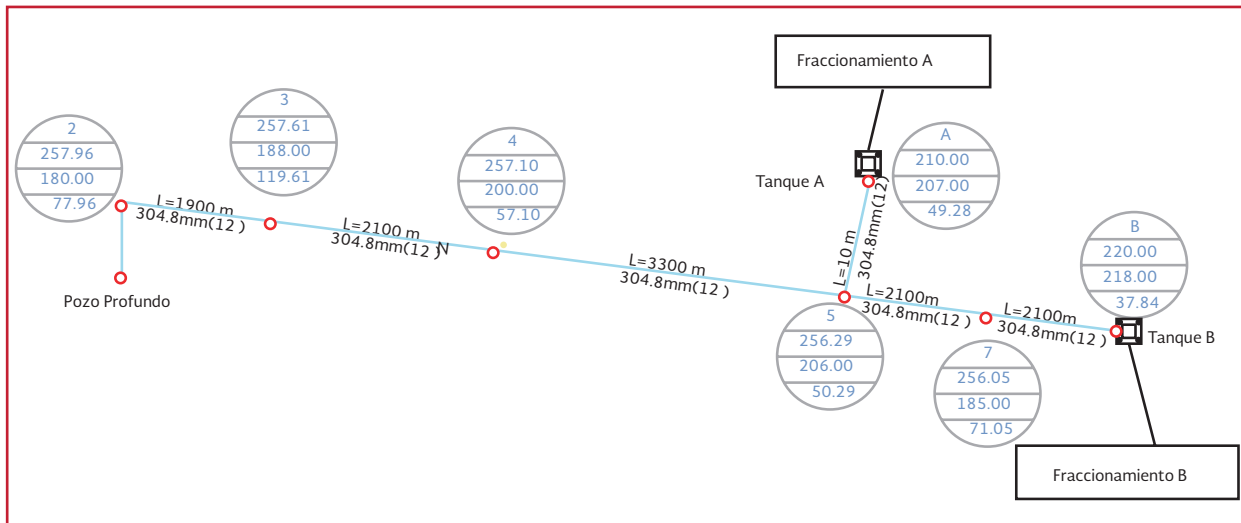 Fraccionamiento A
3
257.61
188.00
119.61
2
257.96
180.00
77.96
4
257.10
200.00
57.10
A
210.00
207.00
49.28
Tanque A
L=1900 m
304.8mm(12 )
L=2100 m
304.8mm(12 )
N
L=3300 m
304.8mm(12 )
L=10 m
304.8mm(12)
L=2100m
304.8mm(12 )
L=2100m
304.8mm(12 )
B
220.00
218.00
37.84
Tanque B
Pozo Profundo
5
256.29
206.00
50.29
7
256.05
185.00
71.05
Fraccionamiento B